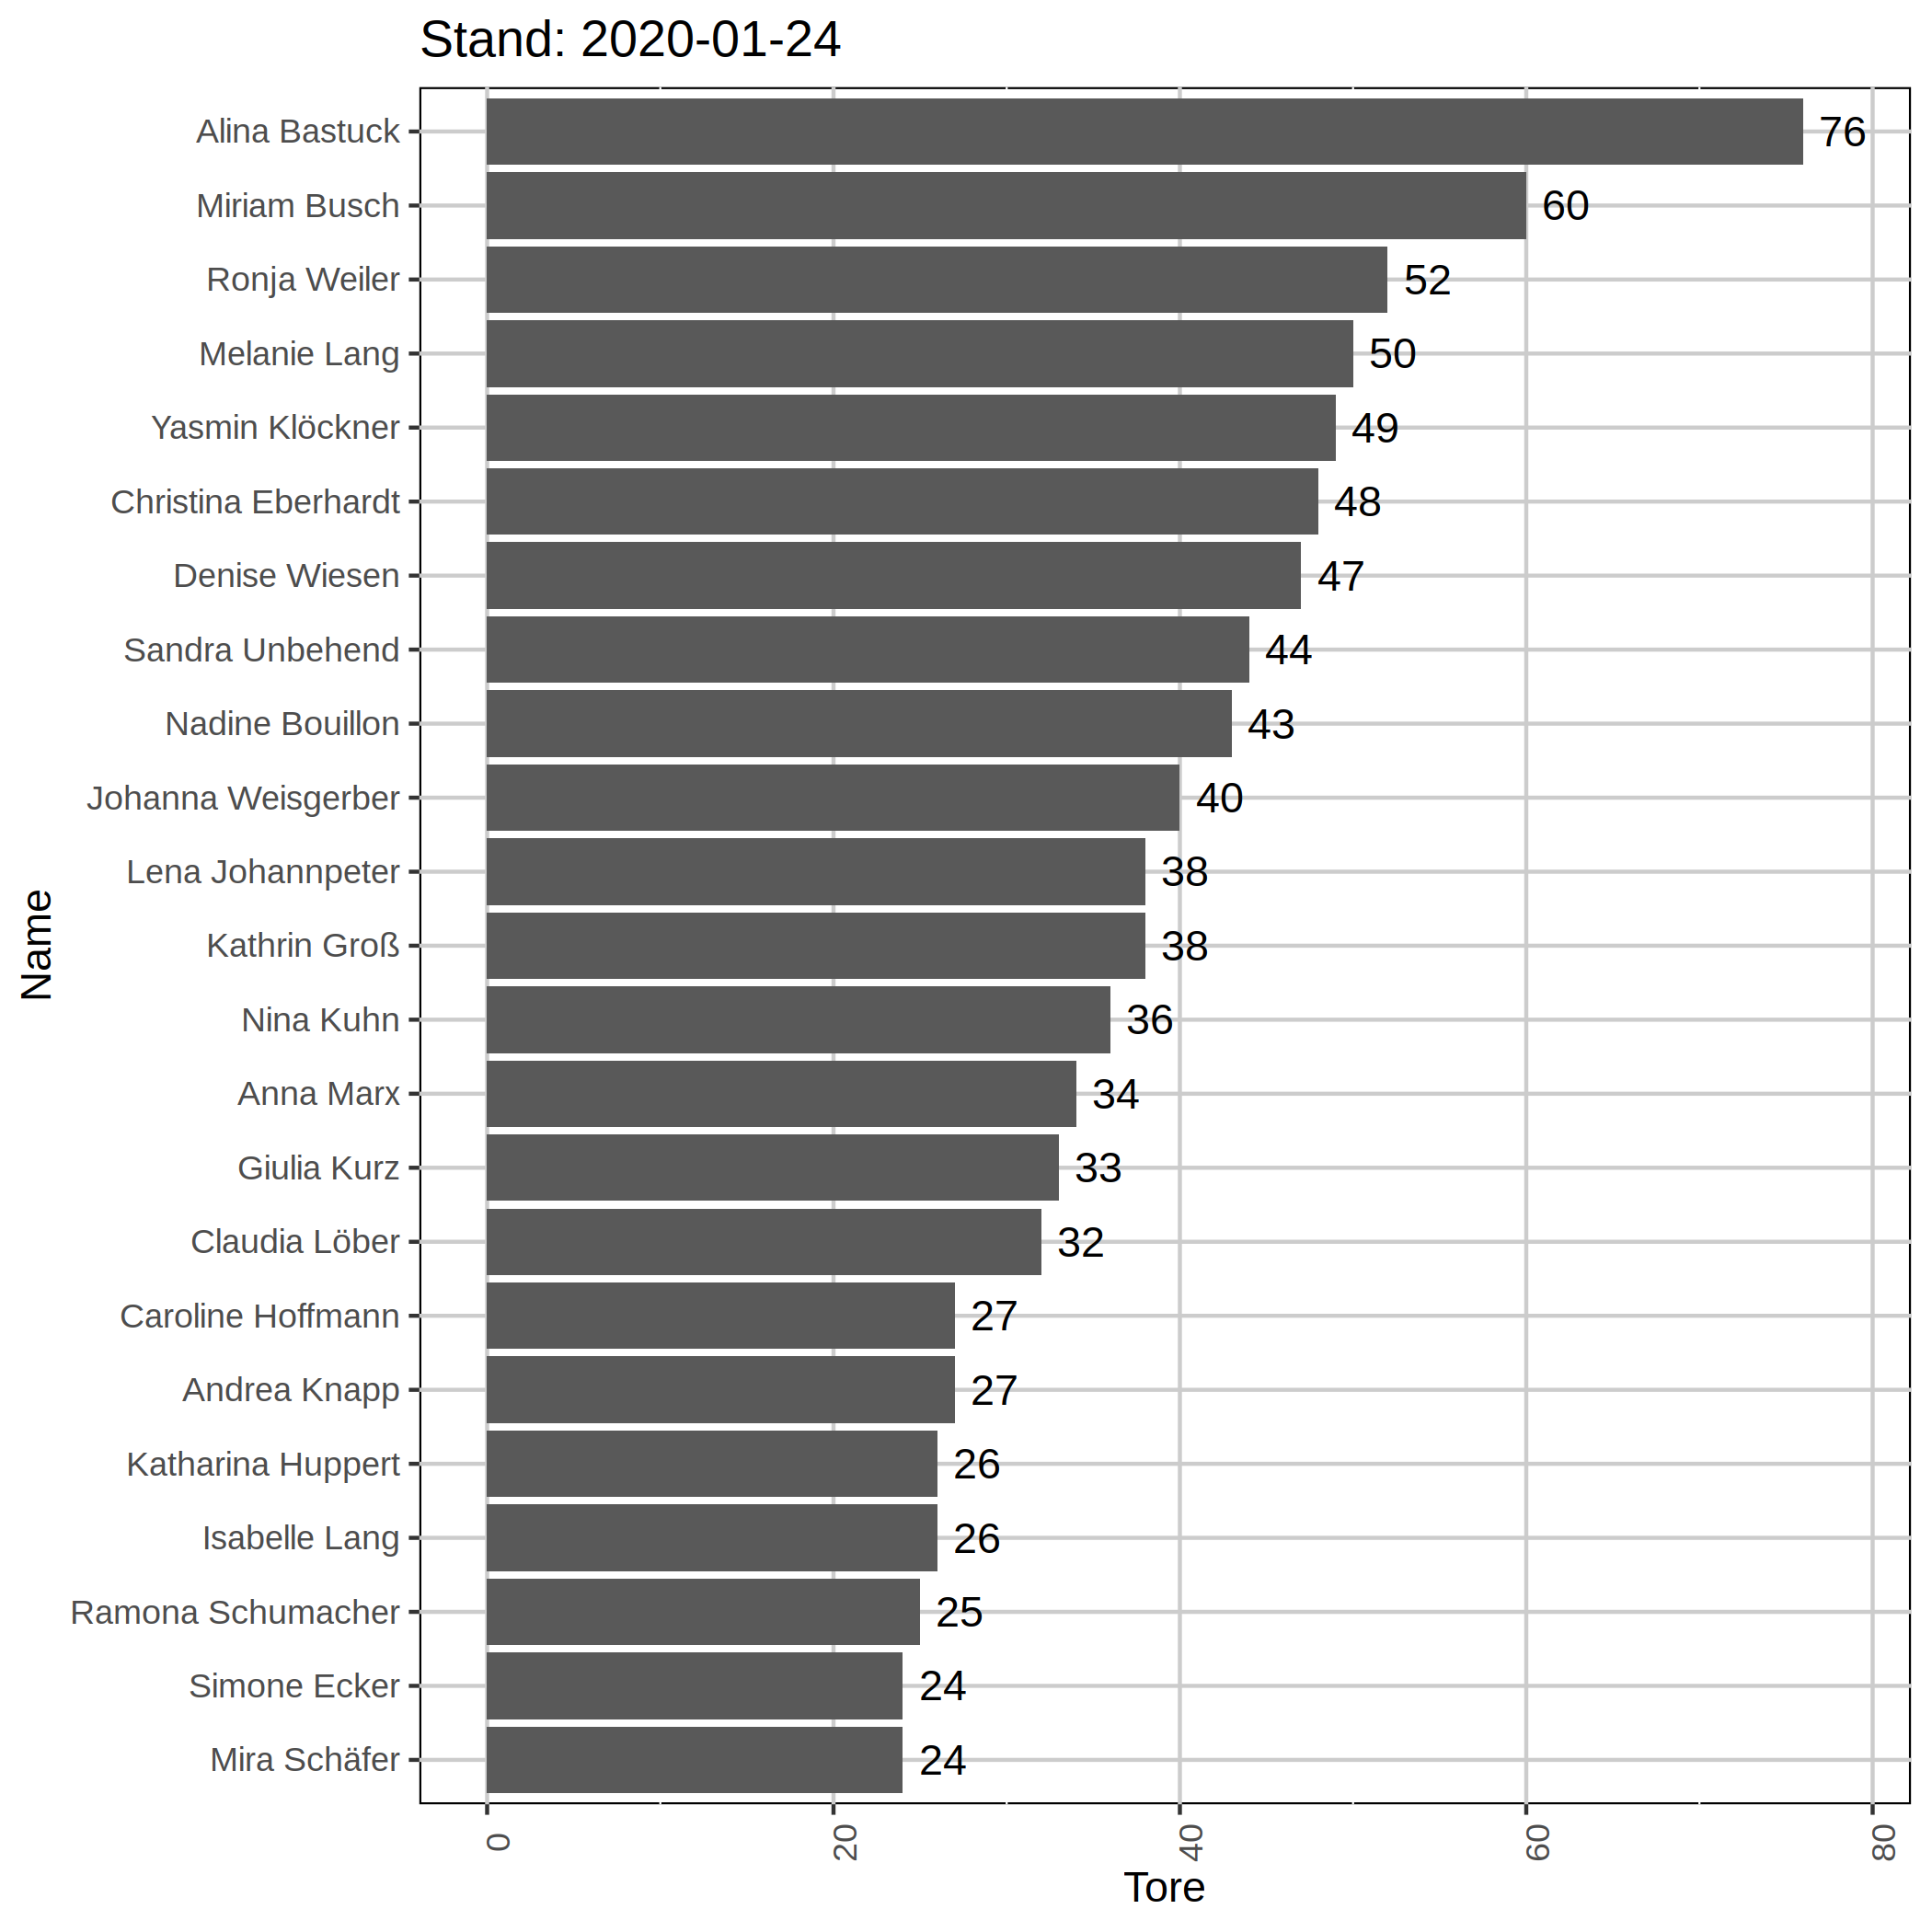 Stand: 2020-01-24
Alina Bastuck 76
Miriam Busch 60
Ronja Weiler 52
Melanie Lang 50
Yasmin Klöckner 49
Christina Eberhardt 48
Denise Wiesen 47
Sandra Unbehend 44
Nadine Bouillon 43
Johanna Weisgerber 40
Lena Johannpeter 38
Kathrin Groß 38
Nina Kuhn 36
Anna Marx 34
Giulia Kurz 33
Claudia Löber 32
Caroline Hoffmann 27
Andrea Knapp 27
Katharina Huppert 26
Isabelle Lang 26
Ramona Schumacher 25
Simone Ecker 24
Mira Schäfer 24
Name
0 20 40 60 80
Tore